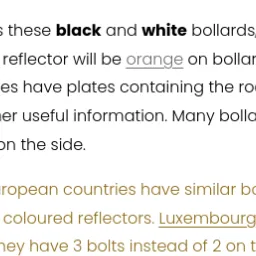 s these black and white bollards,
reflector will be orange on bollar
es have plates containing the ro
er useful information. Many bolla
on the side.
ropean countries have similar bo
coloured reflectors. Luxembourg
ney have 3 bolts instead of 2 on t